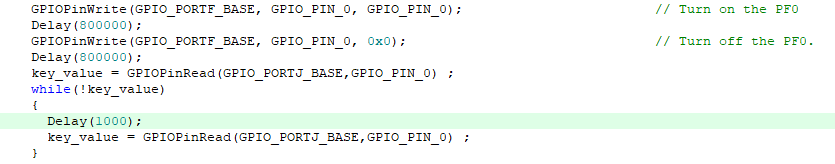 GPIOPinWrite(GPIO_PORTF_BASE, GPIO_PIN_0, GPIO_PIN_0); // Turn on the PF0
Delay(800000);
GPIOPinWrite(GPIO_PORTF_BASE, GPIO_PIN_0, 0x0); // Turn off the PF0.
Delay(800000);
key_value = GPIOPinRead(GPIO_PORTJ_BASE,GPIO_PIN_0) ;
while(!key_value)
{
Delay(1000);
key_value = GPIOPinRead(GPIO_PORTJ_BASE,GPIO_PIN_0) ;
}